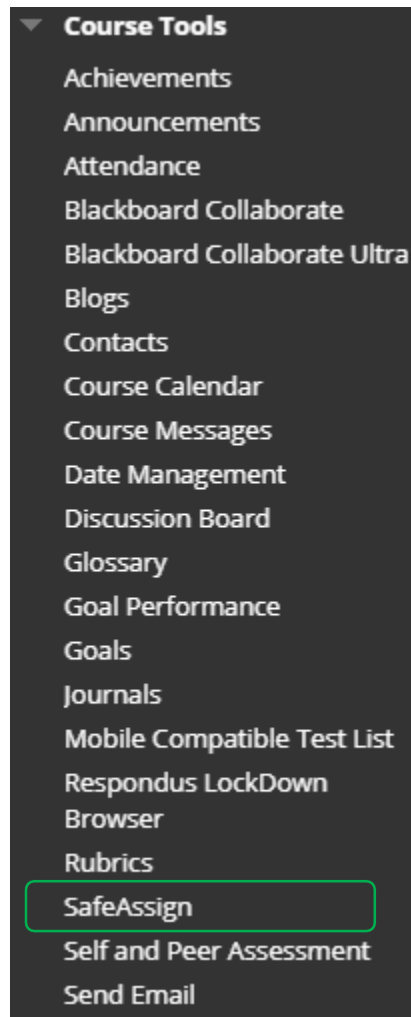 Course Tools
Achievements
Announcements
Attendance
Blackboard Collaborate
Blackboard Collaborate Ultra
Blogs
Contacts
Course Calendar
Course Messages
Date Management
Discussion Board
Glossary
Goal Performance
Goals
Journals
Mobile Compatible Test List
Respondus LockDown
Browser
Rubrics
SafeAssign
Self and Peer Assessment
Send Email